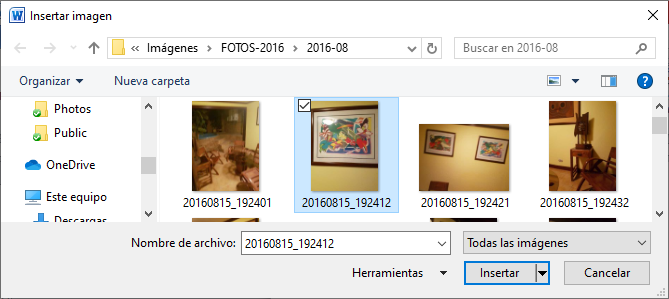 Insertar imagen
« Imágenes > FOTOS-2016 > 2016-08
Buscar en 2016-08
Organizar Nueva carpeta
Photos
Public
OneDrive
Este equipo
Descargas
20160815_192401 20160815_192412 20160815_192421 20160815_192432
Nombre de archivo: 20160815_192412 Todas las imágenes
Herramientas Insertar Cancelar